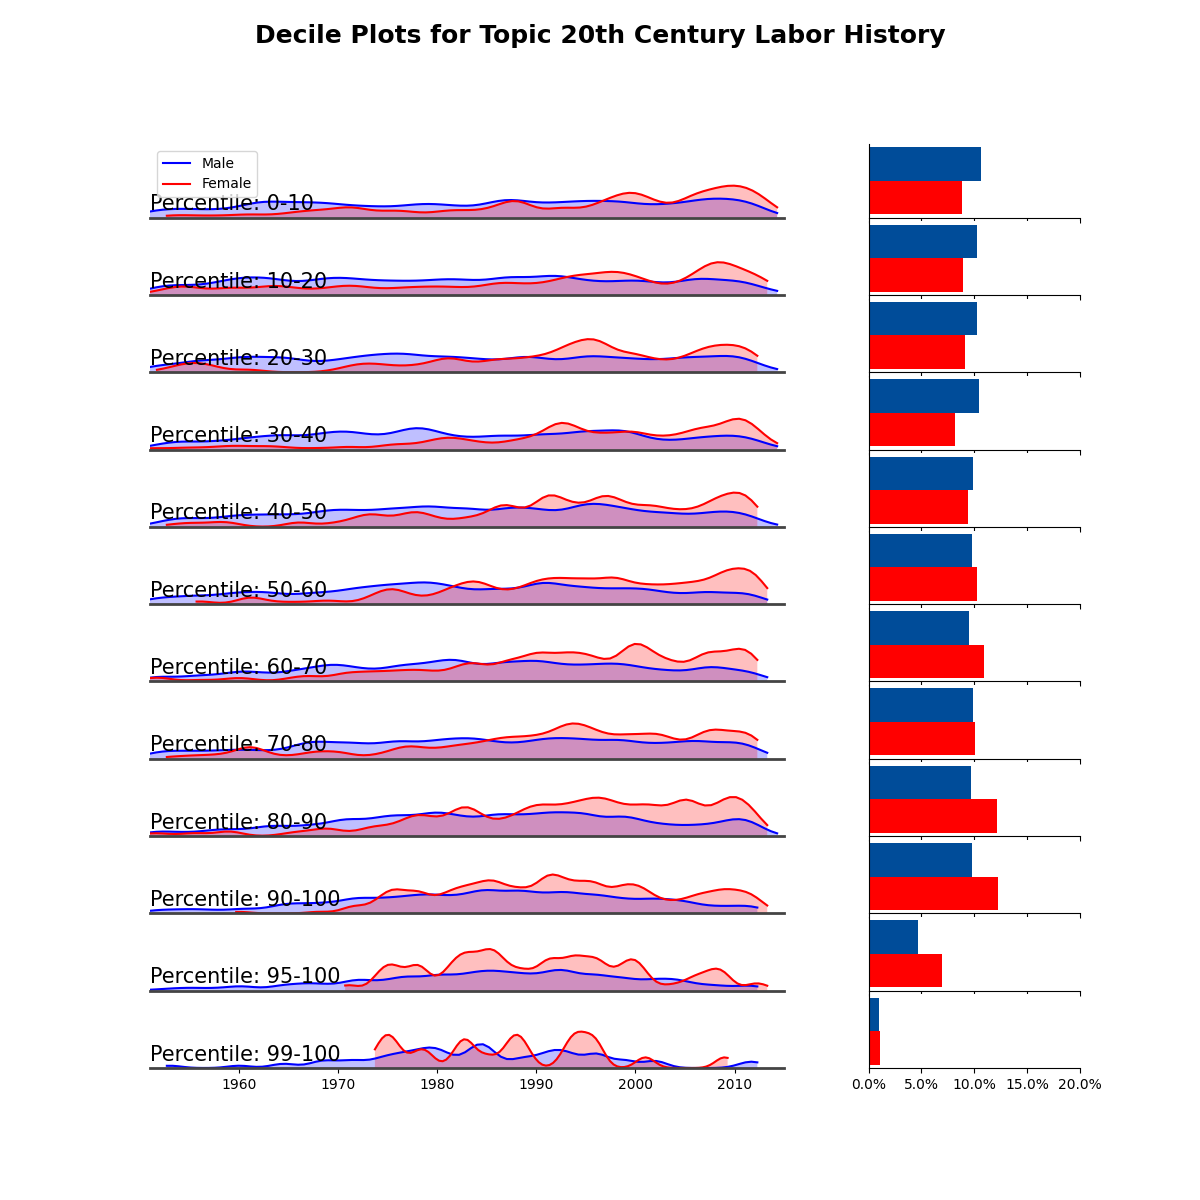 Decile Plots for Topic 20th Century Labor History
Male
Female
Percentile: 0-10
Percentile: 10-20
Percentile: 20-30
Percentile: 30-40
Percentile: 40-50
Percentile: 50-60
Percentile: 60-70
Percentile: 70-80
Percentile: 80-90
Percentile: 90-100
Percentile: 95-100
Percentile: 99-100
1960 1970 1980 1990 2000 2010
0.0% 5.0% 10.0% 15.0% 20.0%